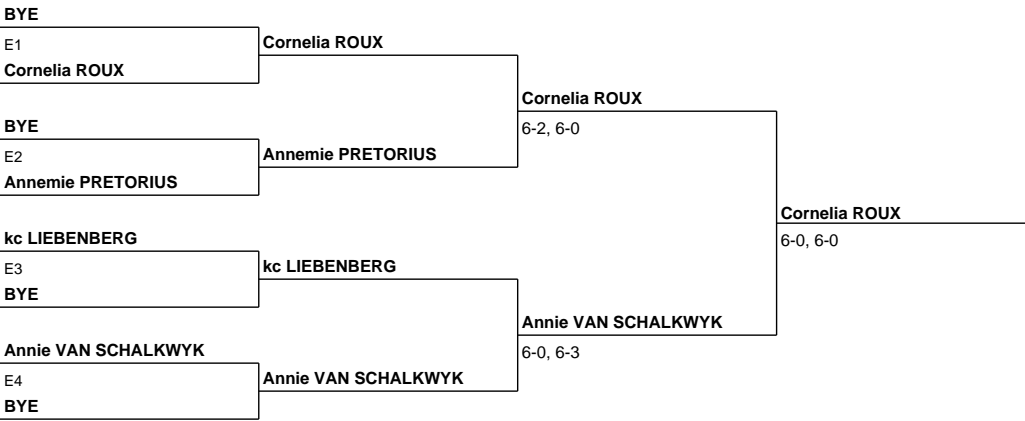 BYE
E1
Cornelia ROUX
BYE
E2
Annemie PRETORIUS
kc LIEBENBERG
E3
BYE
Annie VAN SCHALKWYK
E4
BYE
Cornelia ROUX
Annemie PRETORIUS
kc LIEBENBERG
Annie VAN SCHALKWYK
Cornelia ROUX
6-2, 6-0
Annie VAN SCHALKWYK
6-0, 6-3
Cornelia ROUX
6-0, 6-0